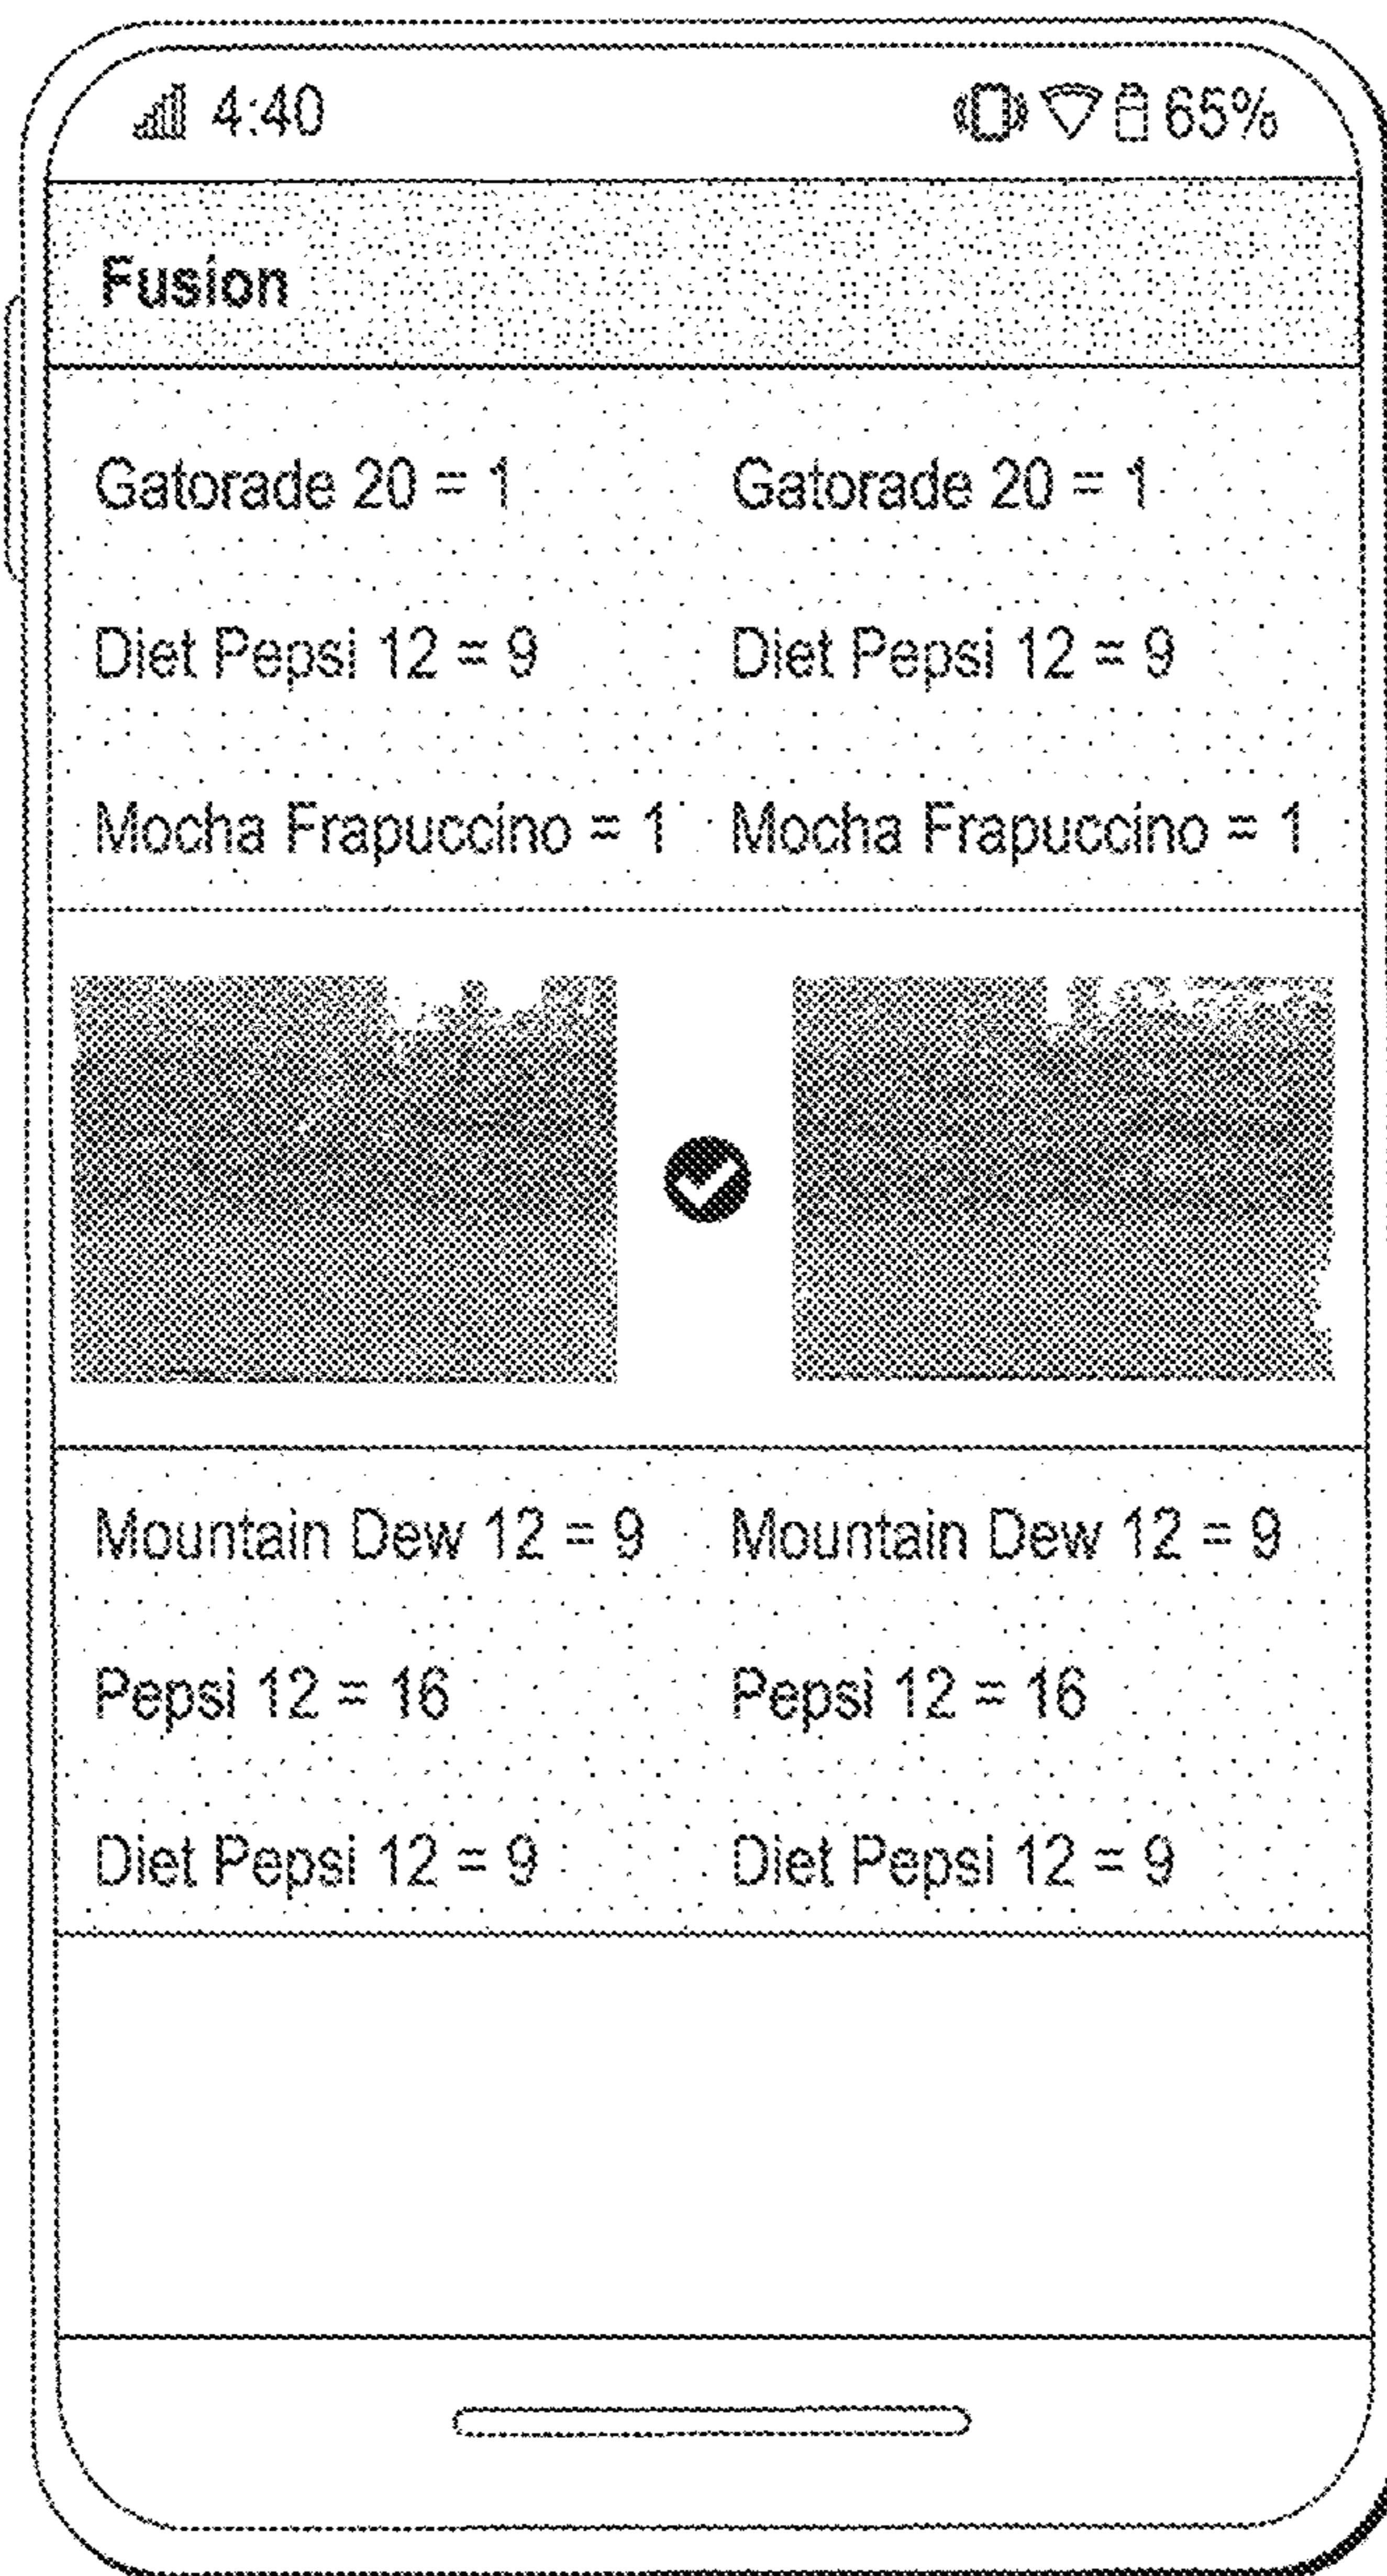 4:40 65%
Fusion
Gatorade 20 = 1 Gatorade 20 = 1
Diet Pepsi 12 = 9 Diet Pepsi 12 = 9
Mocha Frapuccino = 1 Mocha Frapuccino = 1
Mountain Dew 12 = 9 Mountain Dew 12 = 9
Pepsi 12 = 16 Pepsi 12 = 16
Diet Pepsi 12 = 9 Diet Pepsi 12 = 9